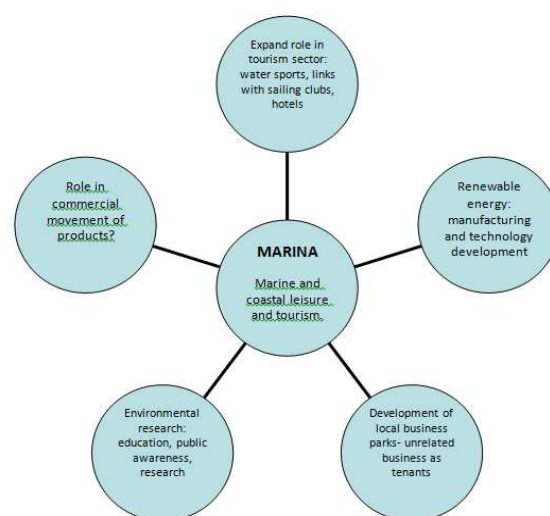 Expand role in
tourism sector:
water sports, links
with sailing clubs,
hotels
Role in
commercial
movement of
products?
Renewable
energy:
manufacturing
and technology
development
MARINA
Marine and
coastal leisure
and tourism.
Environmental
research:
education, public
awareness,
research
Development of
local business
parks- unrelated
business as
tenants